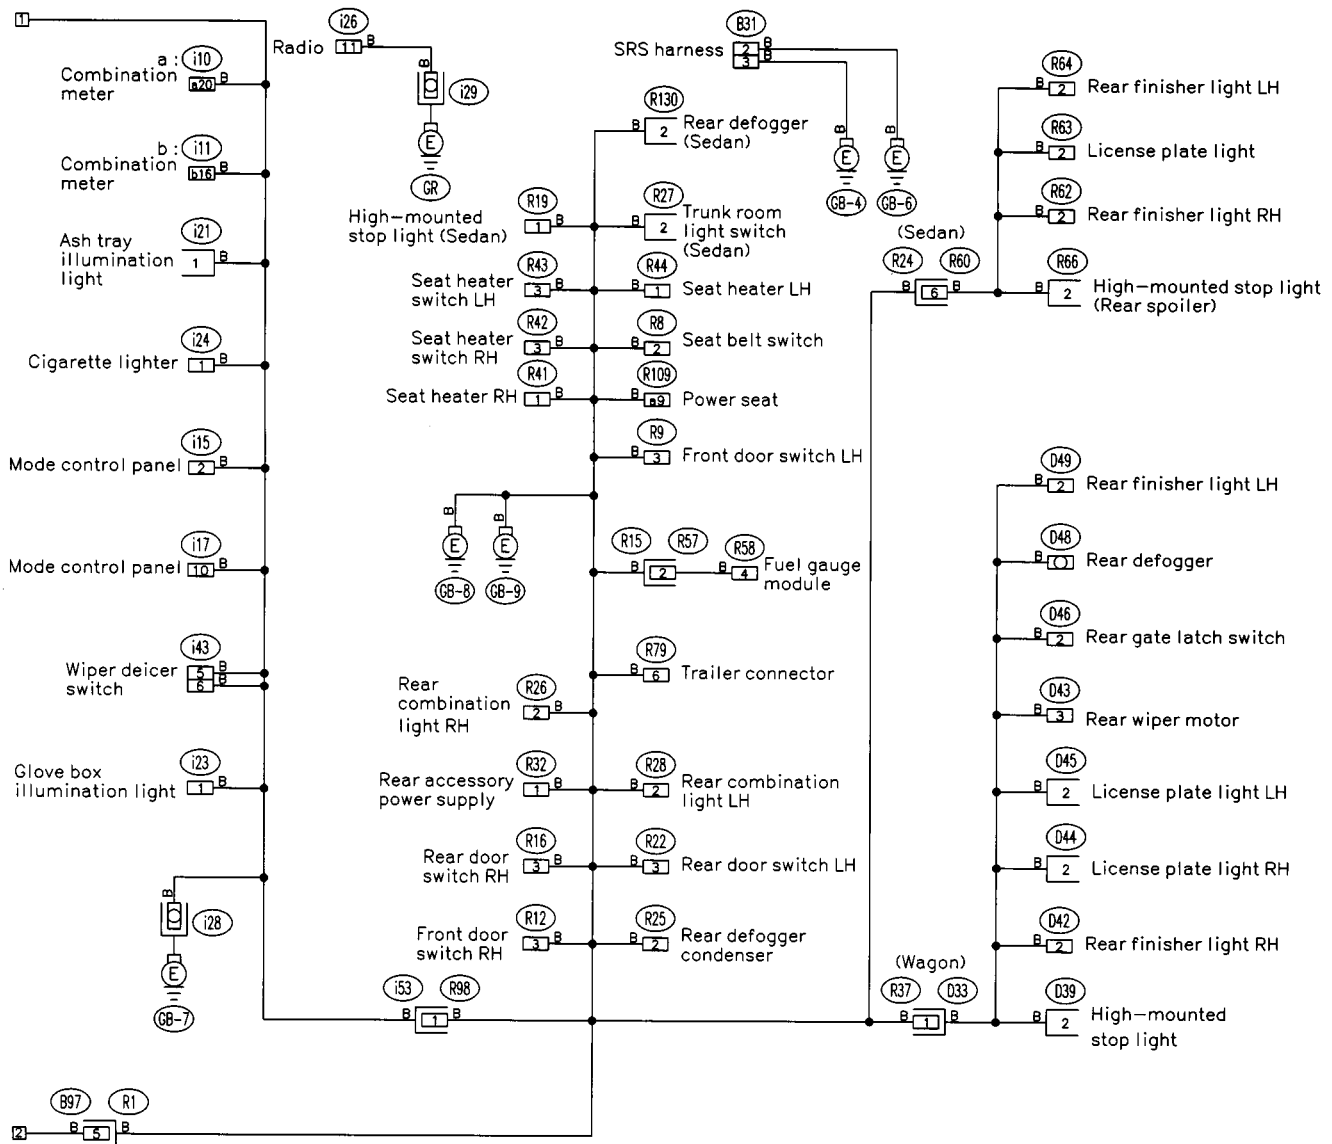 1
i26
Radio
11
B
B
i29
E
GR
B31
SRS harness
2
B
3
B
B
B
E
E
GB-4
GB-6
a :
i10
Combination
meter
a20
B
b :
i11
Combination
meter
b16
B
i21
Ash tray
illumination
light
1
B
i24
Cigarette lighter
1
B
i15
Mode control panel
2
B
i17
Mode control panel
10
B
i43
Wiper deicer
switch
5
B
6
B
i23
Glove box
illumination light
1
B
B
i28
E
GB-7
R130
B
2
Rear defogger
(Sedan)
R19
High-mounted
stop light (Sedan)
1
B
R27
B
2
Trunk room
light switch
(Sedan)
R43
Seat heater
switch LH
3
B
R44
B
1
Seat heater LH
R42
Seat heater
switch RH
3
B
R8
B
2
Seat belt switch
R41
Seat heater RH
1
B
R109
B
a9
Power seat
R9
B
3
Front door switch LH
B
B
E
E
GB-8
GB-9
R15
R57
R58
B
2
B
B
4
Fuel gauge
module
R79
B
6
Trailer connector
R26
Rear
combination
light RH
2
B
R32
Rear accessory
power supply
1
B
R28
B
2
Rear combination
light LH
R16
Rear door
switch RH
3
B
R22
B
3
Rear door switch LH
R12
Front door
switch RH
3
B
R25
B
2
Rear defogger
condenser
i53
R98
B
1
B
R64
B
2
Rear finisher light LH
R63
B
2
License plate light
R62
B
2
Rear finisher light RH
(Sedan)
R24
R60
B
6
B
R66
B
2
High-mounted stop light
(Rear spoiler)
D49
B
2
Rear finisher light LH
D48
B
Rear defogger
D46
B
2
Rear gate latch switch
D43
B
3
Rear wiper motor
D45
B
2
License plate light LH
D44
B
2
License plate light RH
D42
B
2
Rear finisher light RH
(Wagon)
R37
D33
B
1
B
D39
B
2
High-mounted
stop light
B97
R1
2
B
5
B